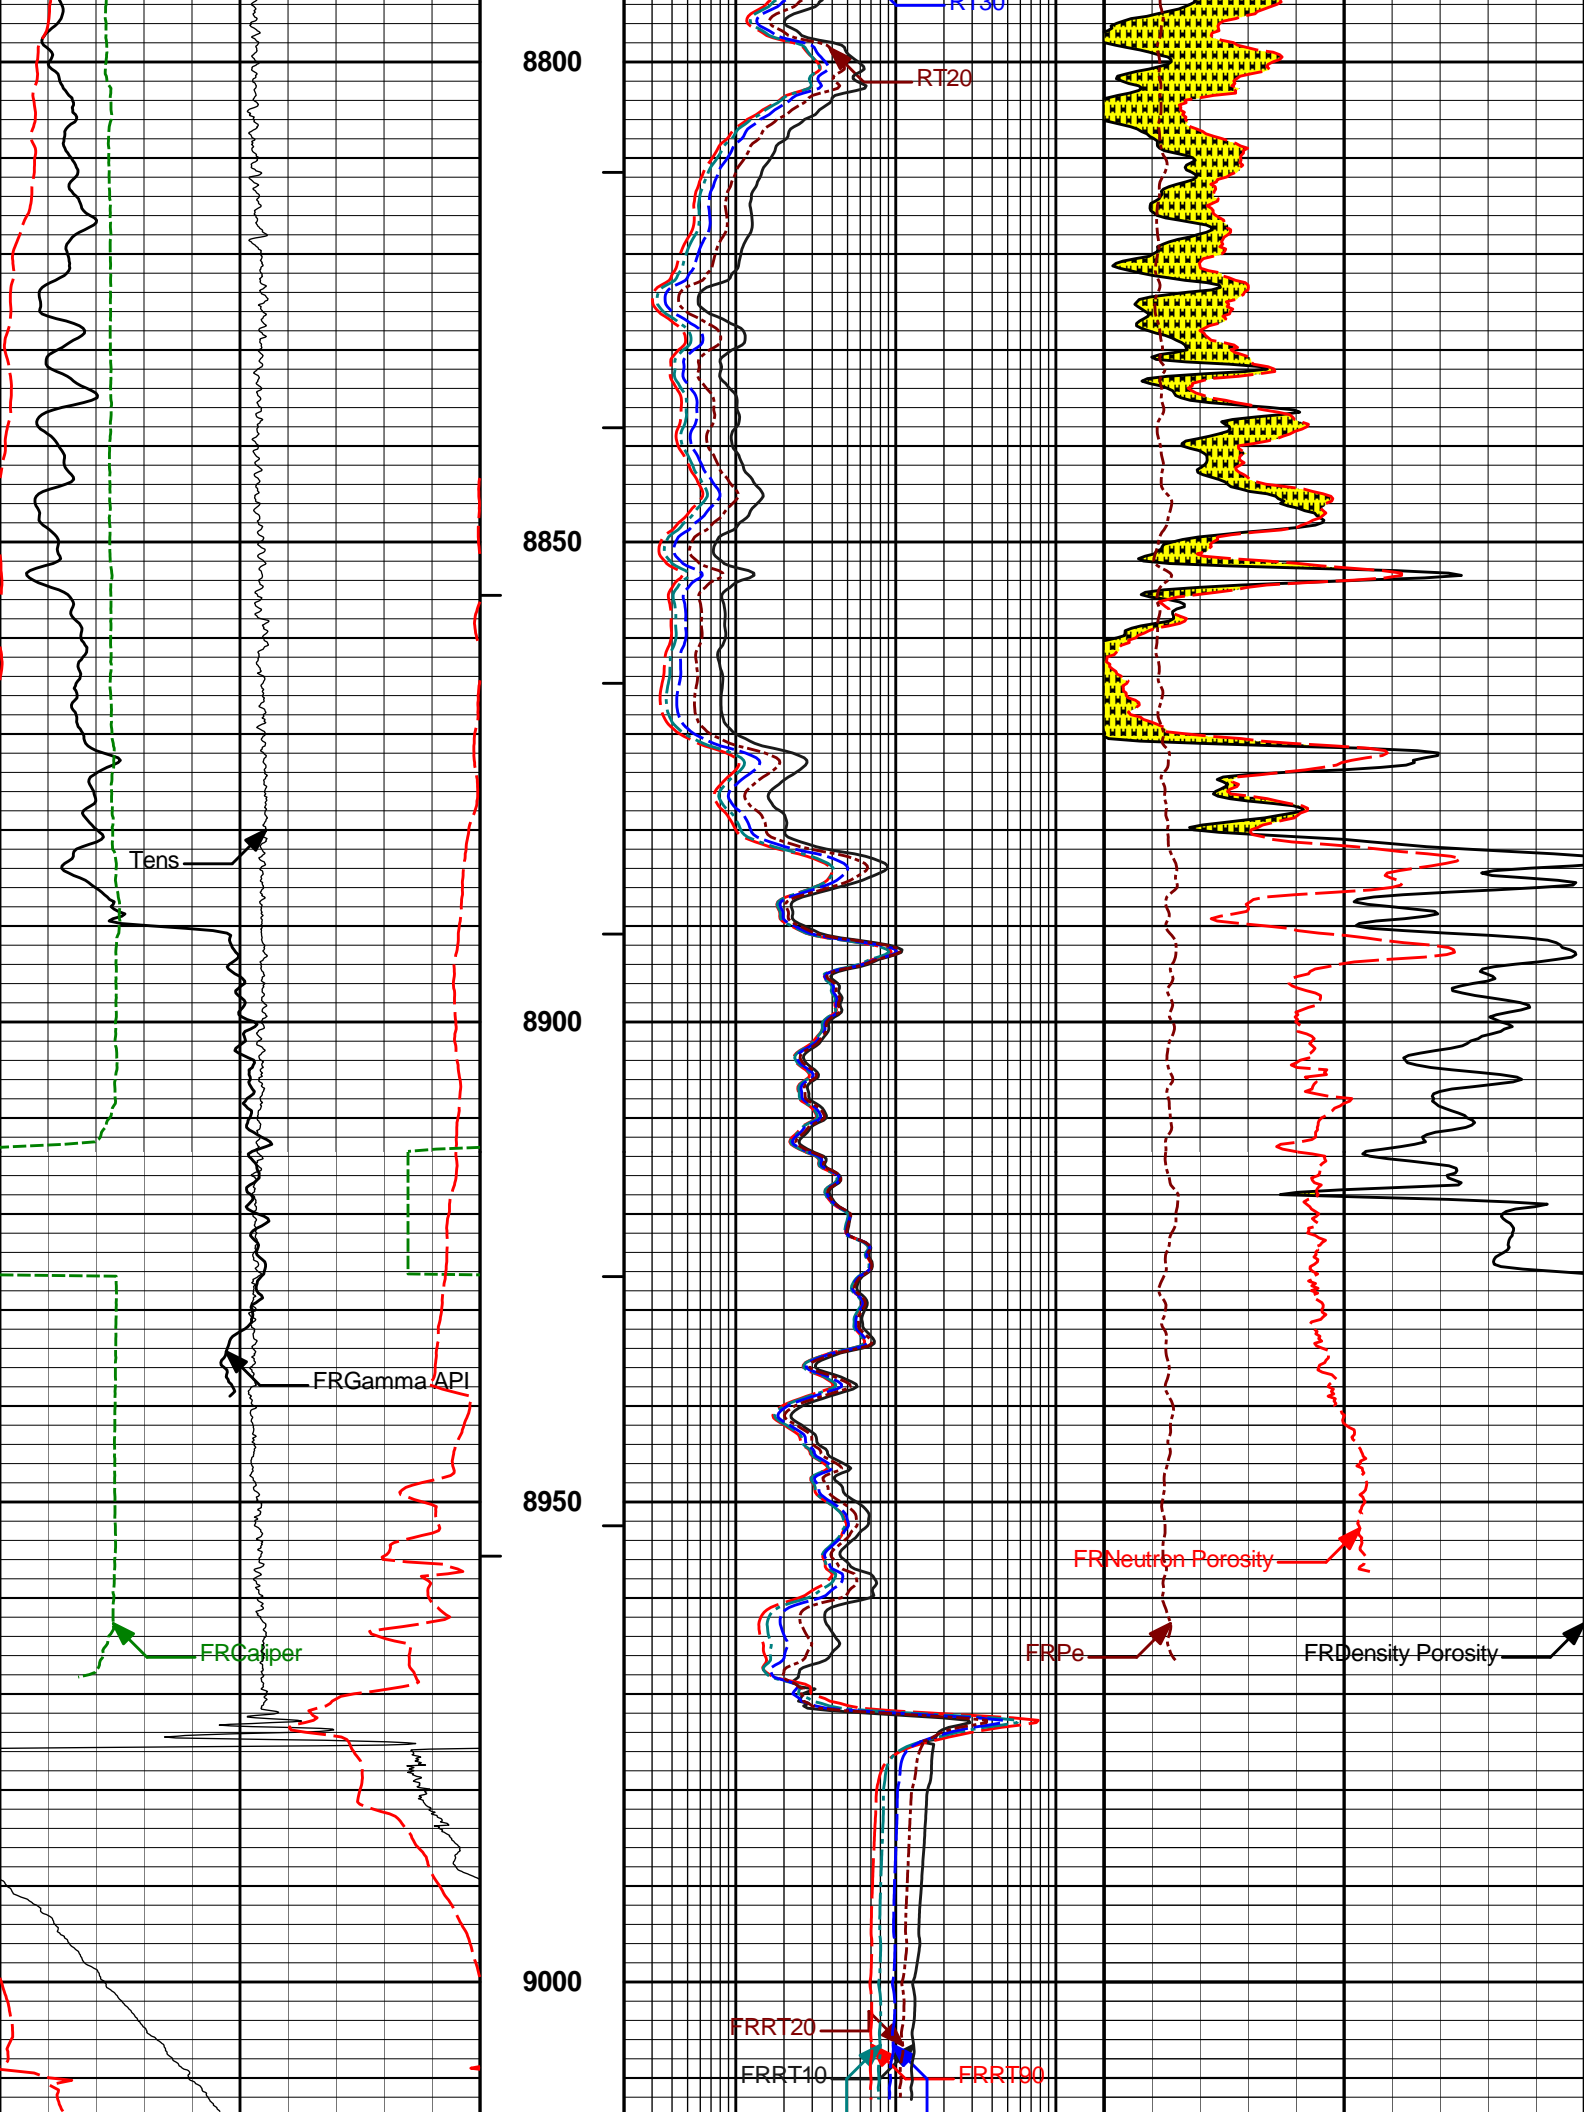 RT30
8800
RT20
8850
Tens
8900
FRGamma API
8950
FRNeutron Porosity
FRCaliper
FRPe
FRDensity Porosity
9000
FRRT20
FRRT10
FRRT90